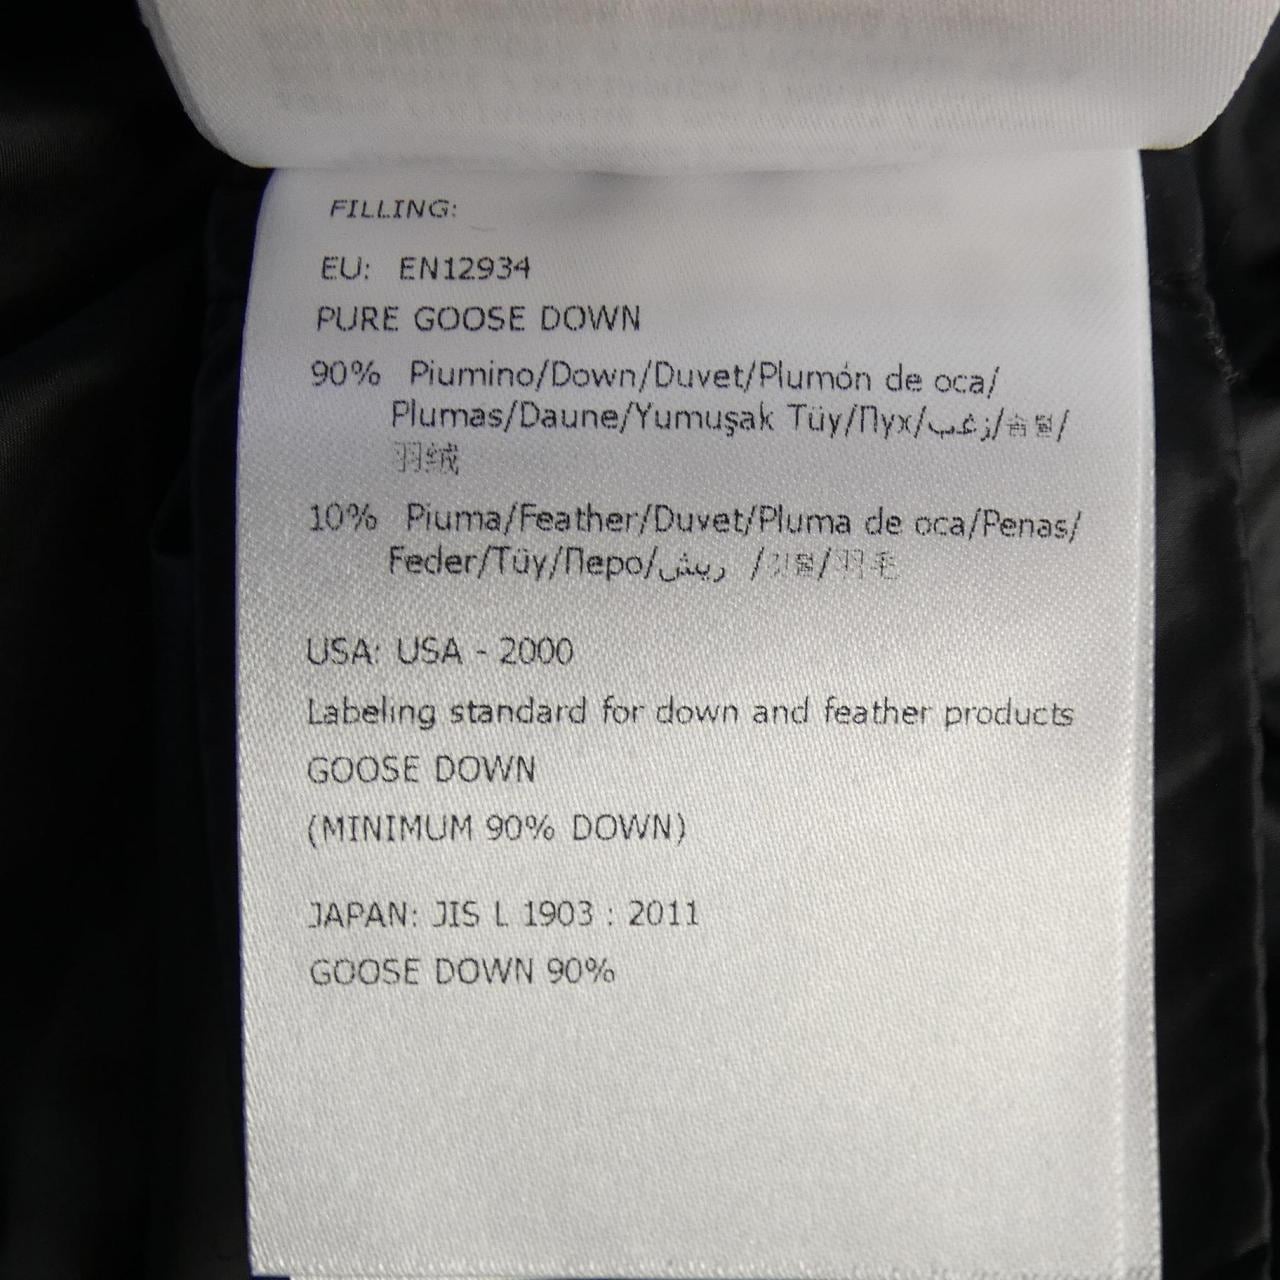 FILLING:
EU: EN12934
PURE GOOSE DOWN
90% Piumino/Down/Duvet/Plumón de oca/
Plumas/Daune/Yumuşak Tüy/Пух/زغب/솜털/
羽绒
10% Piuma/Feather/Duvet/Pluma de oca/Penas/
Feder/Tüy/Перо/ريش /깃털/羽毛
USA: USA - 2000
Labeling standard for down and feather products
GOOSE DOWN
(MINIMUM 90% DOWN)
JAPAN: JIS L 1903 : 2011
GOOSE DOWN 90%